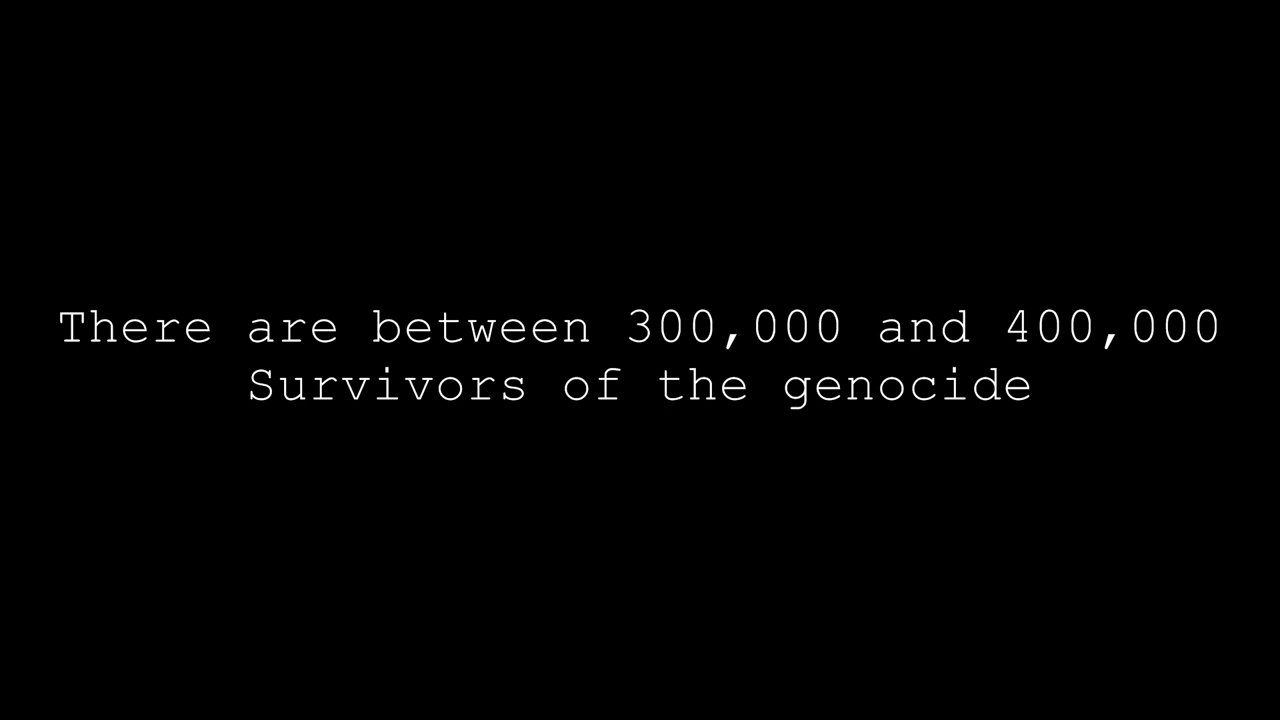 There are between 300,000 and 400,000
Survivors of the genocide